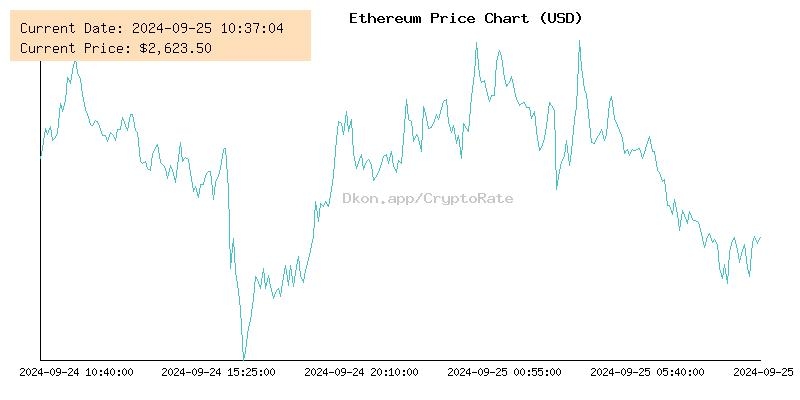 Ethereum Price Chart (USD)
Current Date: 2024-09-25 10:37:04
Current Price: $2,623.50
Dkon.app/CryptoRate
2024-09-24 10:40:00 2024-09-24 15:25:00 2024-09-24 20:10:00 2024-09-25 00:55:00 2024-09-25 05:40:00 2024-09-25